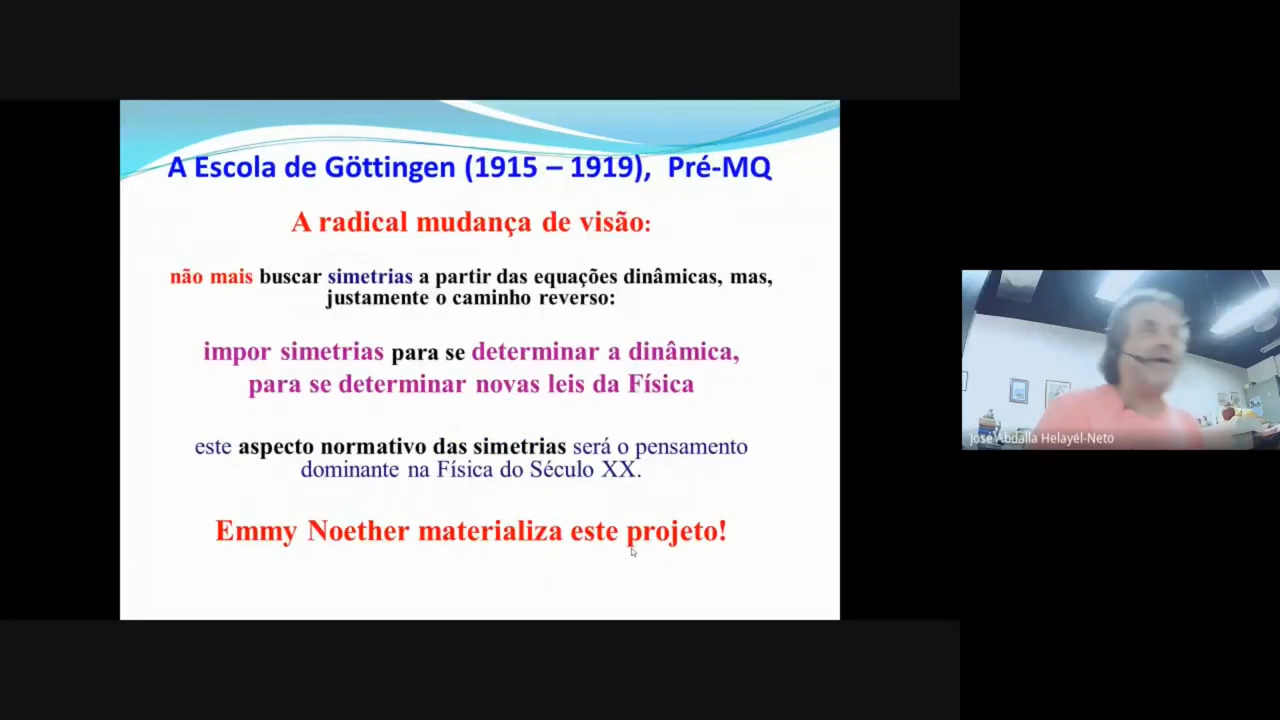 A Escola de Göttingen (1915 – 1919), Pré-MQ
A radical mudança de visão:
não mais buscar simetrias a partir das equações dinâmicas, mas,
justamente o caminho reverso:
impor simetrias para se determinar a dinâmica,
para se determinar novas leis da Física
este aspecto normativo das simetrias será o pensamento
dominante na Física do Século XX.
Emmy Noether materializa este projeto!
José Abdalla Helayël-Neto